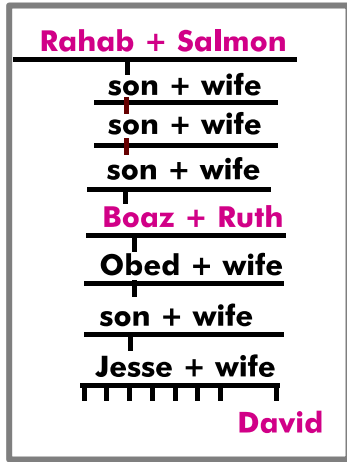 Rahab + Salmon
son + wife
son + wife
son + wife
Boaz + Ruth
Obed + wife
son + wife
Jesse + wife
David